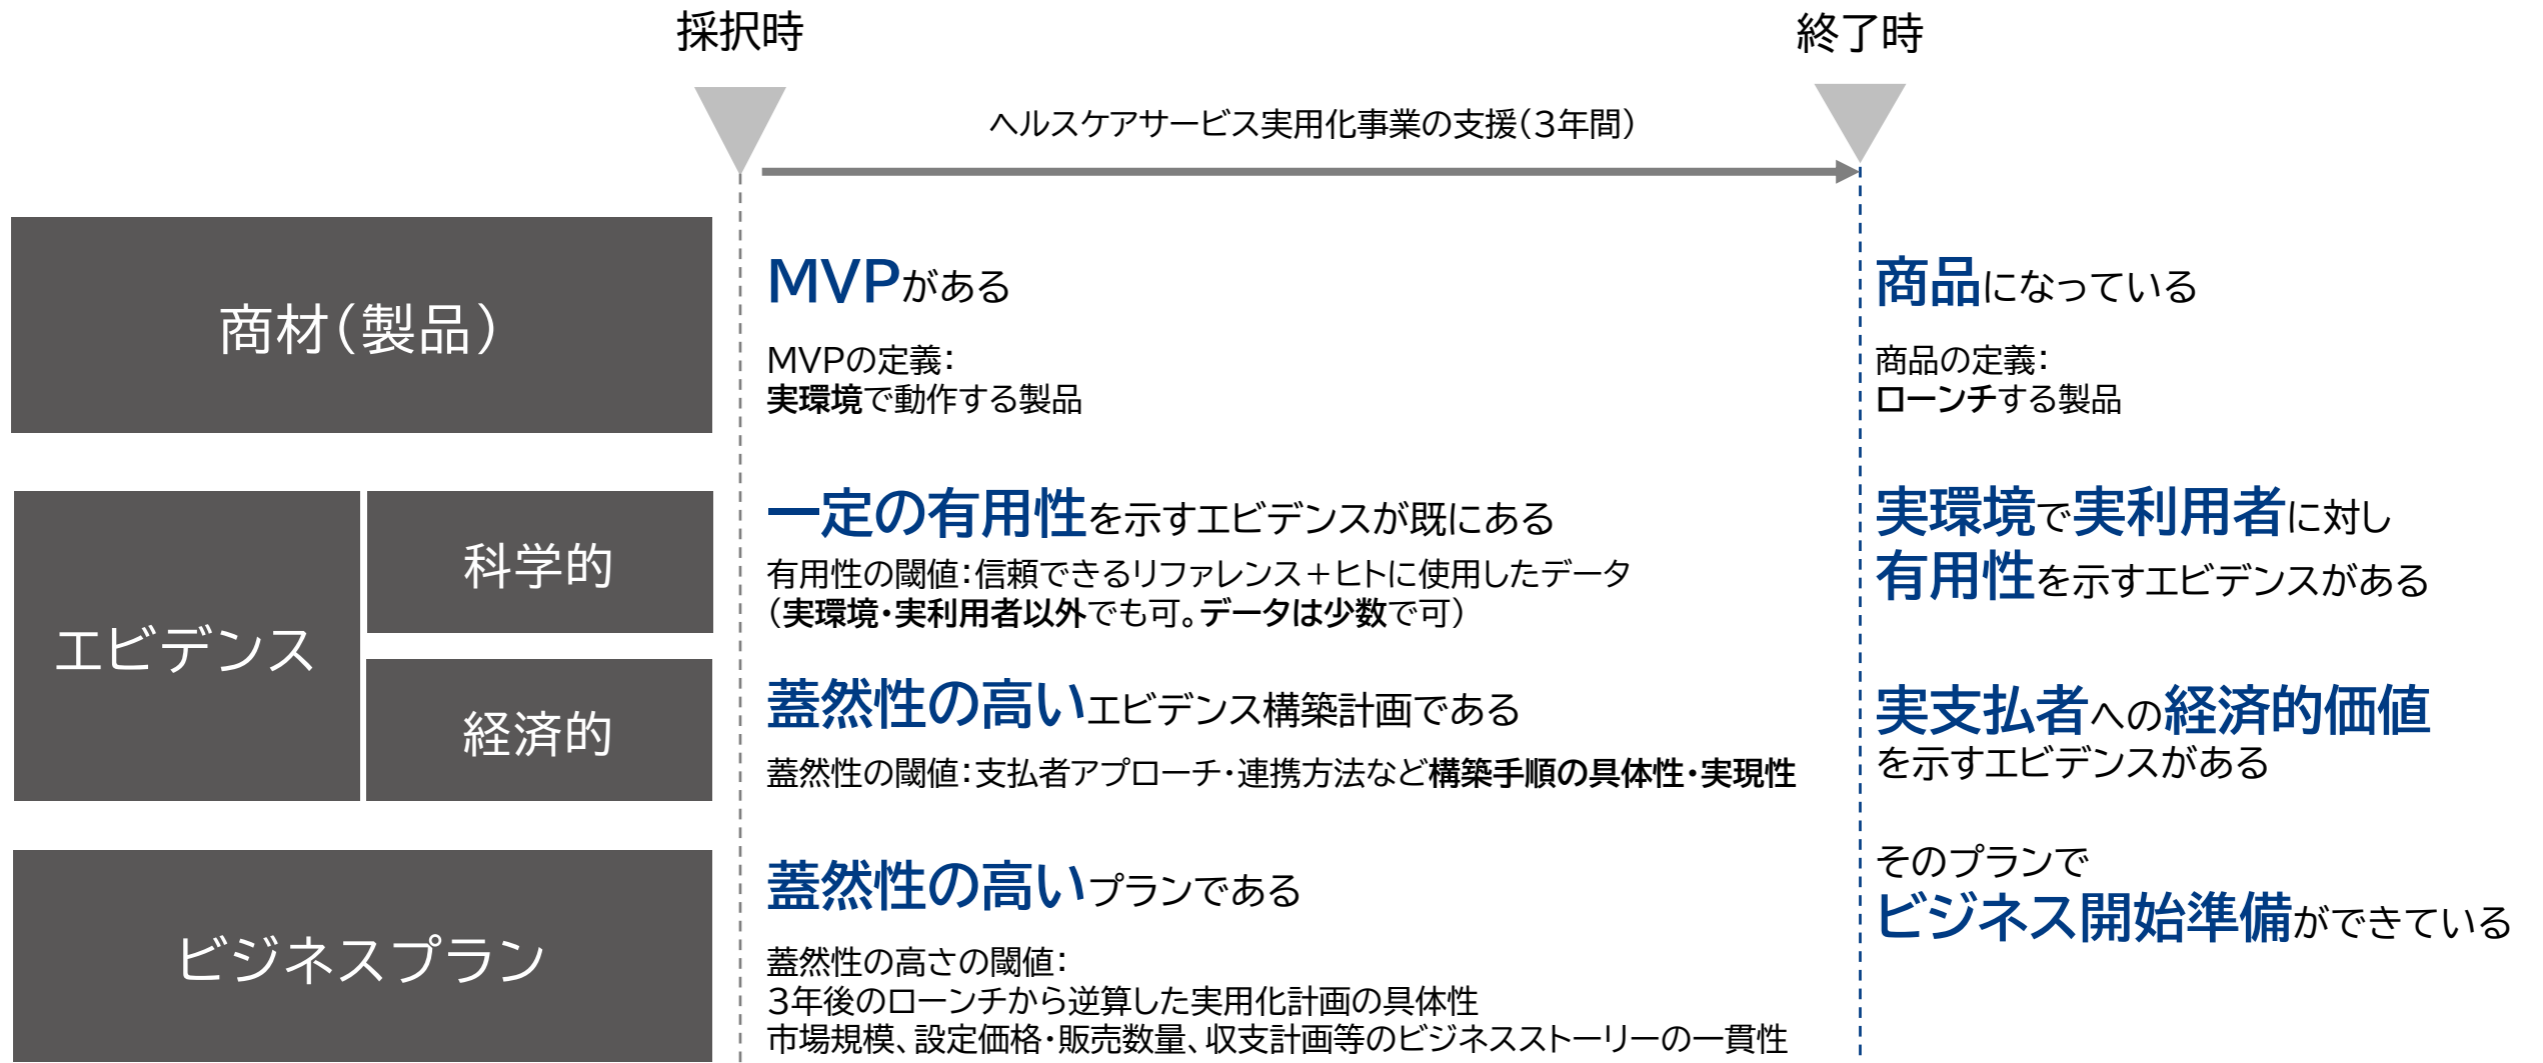 採択時
終了時
ヘルスケアサービス実用化事業の支援（3年間）
商材（製品）
MVPがある
MVPの定義：
実環境で動作する製品
商品になっている
商品の定義：
ローンチする製品
エビデンス
科学的
一定の有用性を示すエビデンスが既にある
有用性の閾値：信頼できるリファレンス＋ヒトに使用したデータ
（実環境・実利用者以外でも可。データは少数で可）
実環境で実利用者に対し
有用性を示すエビデンスがある
経済的
蓋然性の高いエビデンス構築計画である
蓋然性の閾値：支払者アプローチ・連携方法など構築手順の具体性・実現性
実支払者への経済的価値
を示すエビデンスがある
ビジネスプラン
蓋然性の高いプランである
蓋然性の高さの閾値：
3年後のローンチから逆算した実用化計画の具体性
市場規模、設定価格・販売数量、収支計画等のビジネスストーリーの一貫性
そのプランで
ビジネス開始準備ができている